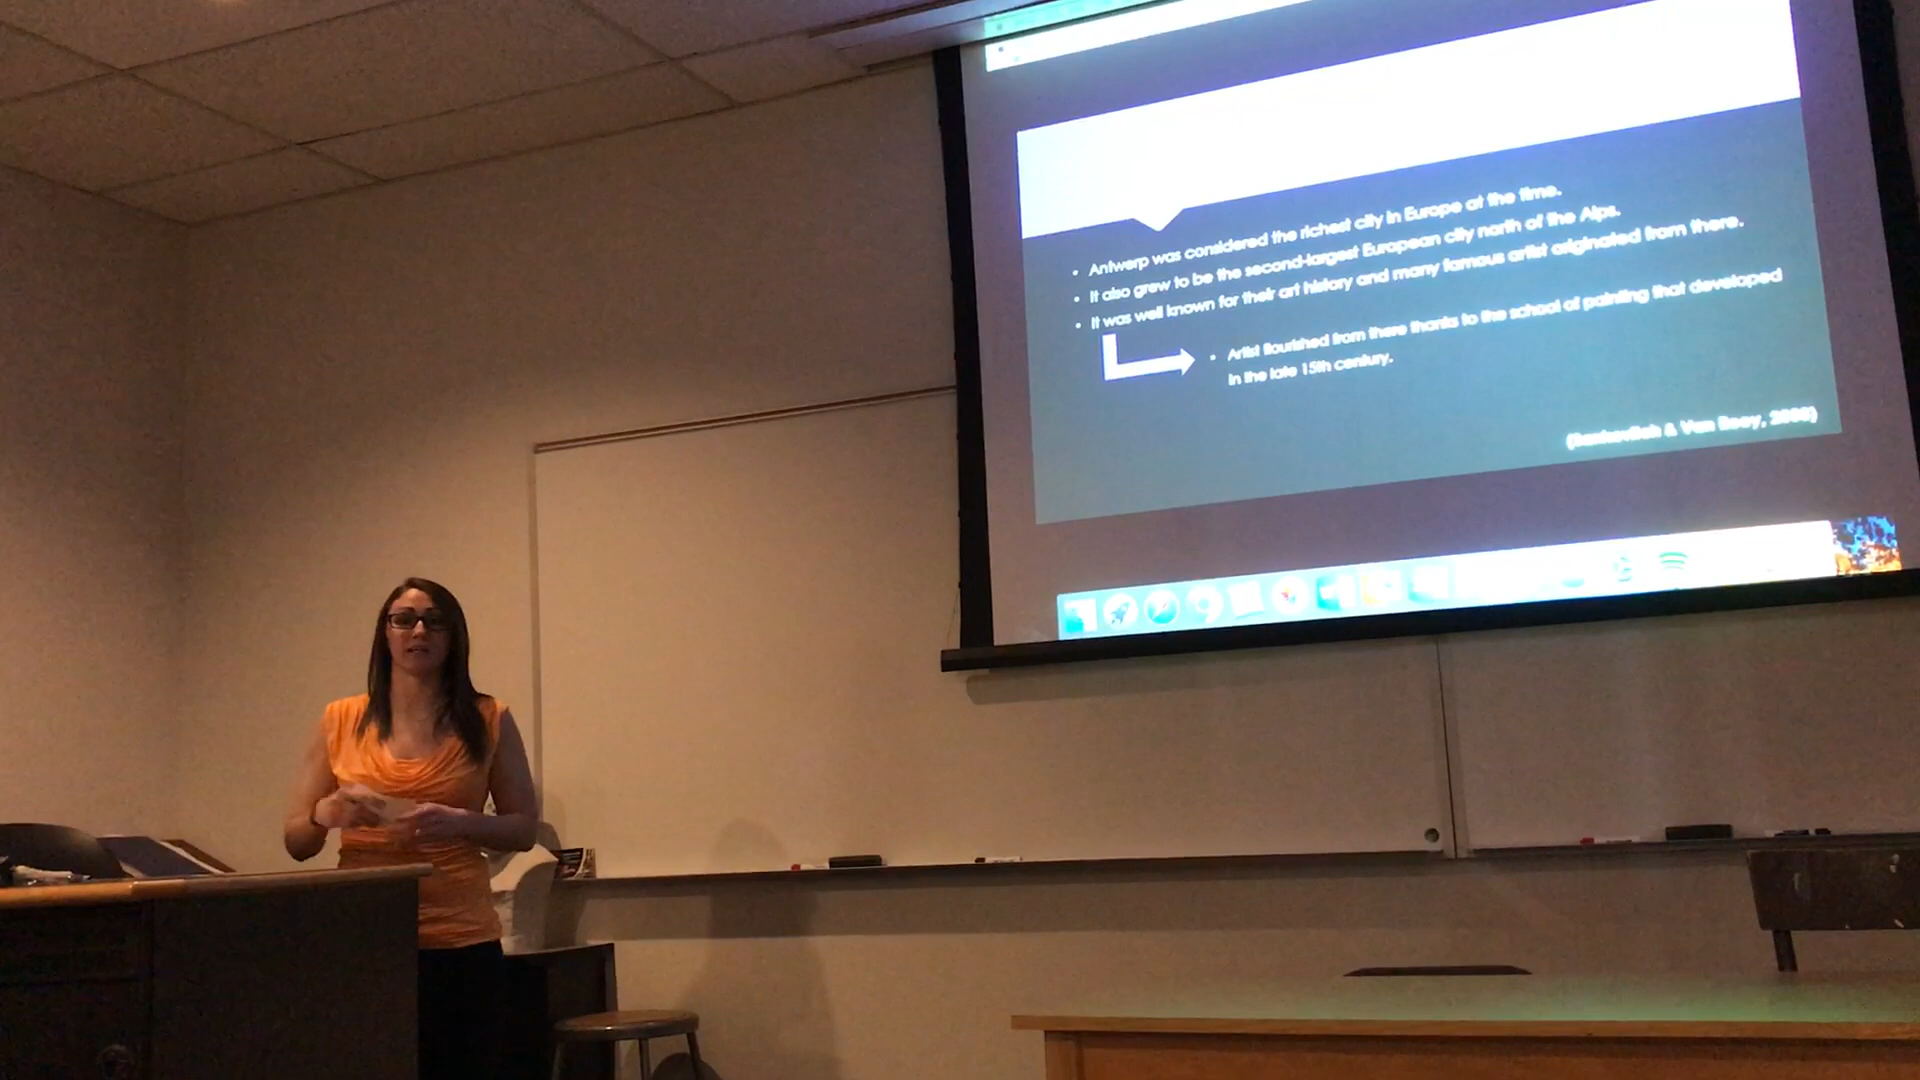 • Antwerp was considered the richest city in Europe at the time.
• It also grew to be the second-largest European city north of the Alps.
• It was well known for their art history and many famous artist originated from there.
• Artist flourished from there thanks to the school of painting that developed
in the late 15th century.
& Van Rooy,